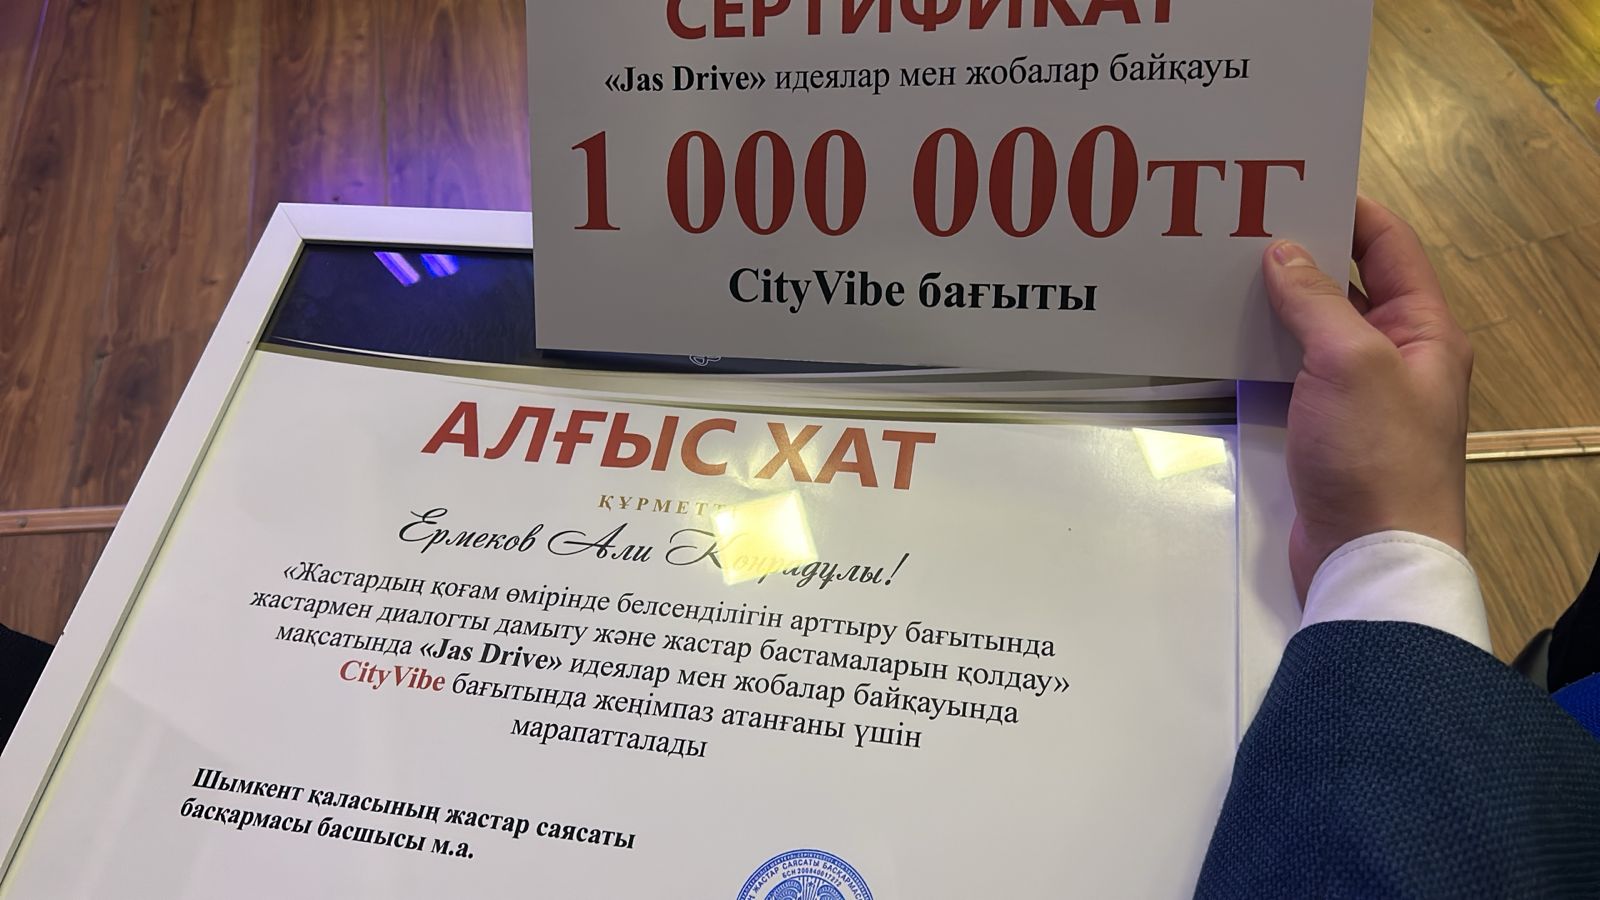 СЕРТИФИКАТ
«Jas Drive» идеялар мен жобалар байқауы
1 000 000тг
CityVibe бағыты
АЛҒЫС ХАТ
Ермеков Али
«Жастардың қоғам өмірінде белсенділігін арттыру бағытында
жастармен диалогты дамыту және жастар бастамаларын қолдау»
мақсатында «Jas Drive» идеялар мен жобалар байқауында
CityVibe бағытында жеңімпаз атанғаны үшін
марапатталады
Шымкент қаласының жастар саясаты
басқармасы басшысы м.а.
ЖАСТАР САЯСАТЫ